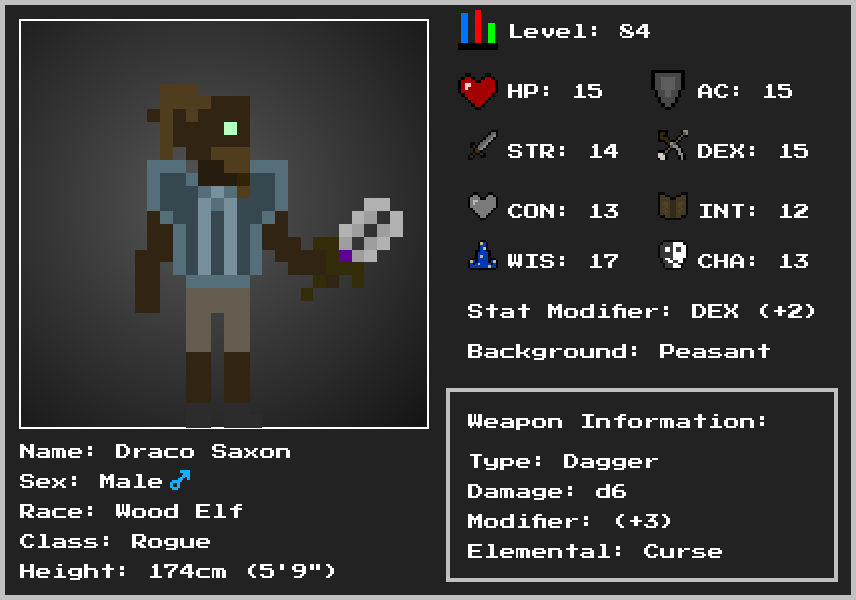 Level: 84
HP: 15
AC: 15
STR: 14
DEX: 15
CON: 13
INT: 12
WIS: 17
CHA: 13
Stat Modifier: DEX (+2)
Background: Peasant
Weapon Information:
Type: Dagger
Damage: d6
Modifier: (+3)
Elemental: Curse
Name: Draco Saxon
Sex: Male♂
Race: Wood Elf
Class: Rogue
Height: 174cm (5'9")